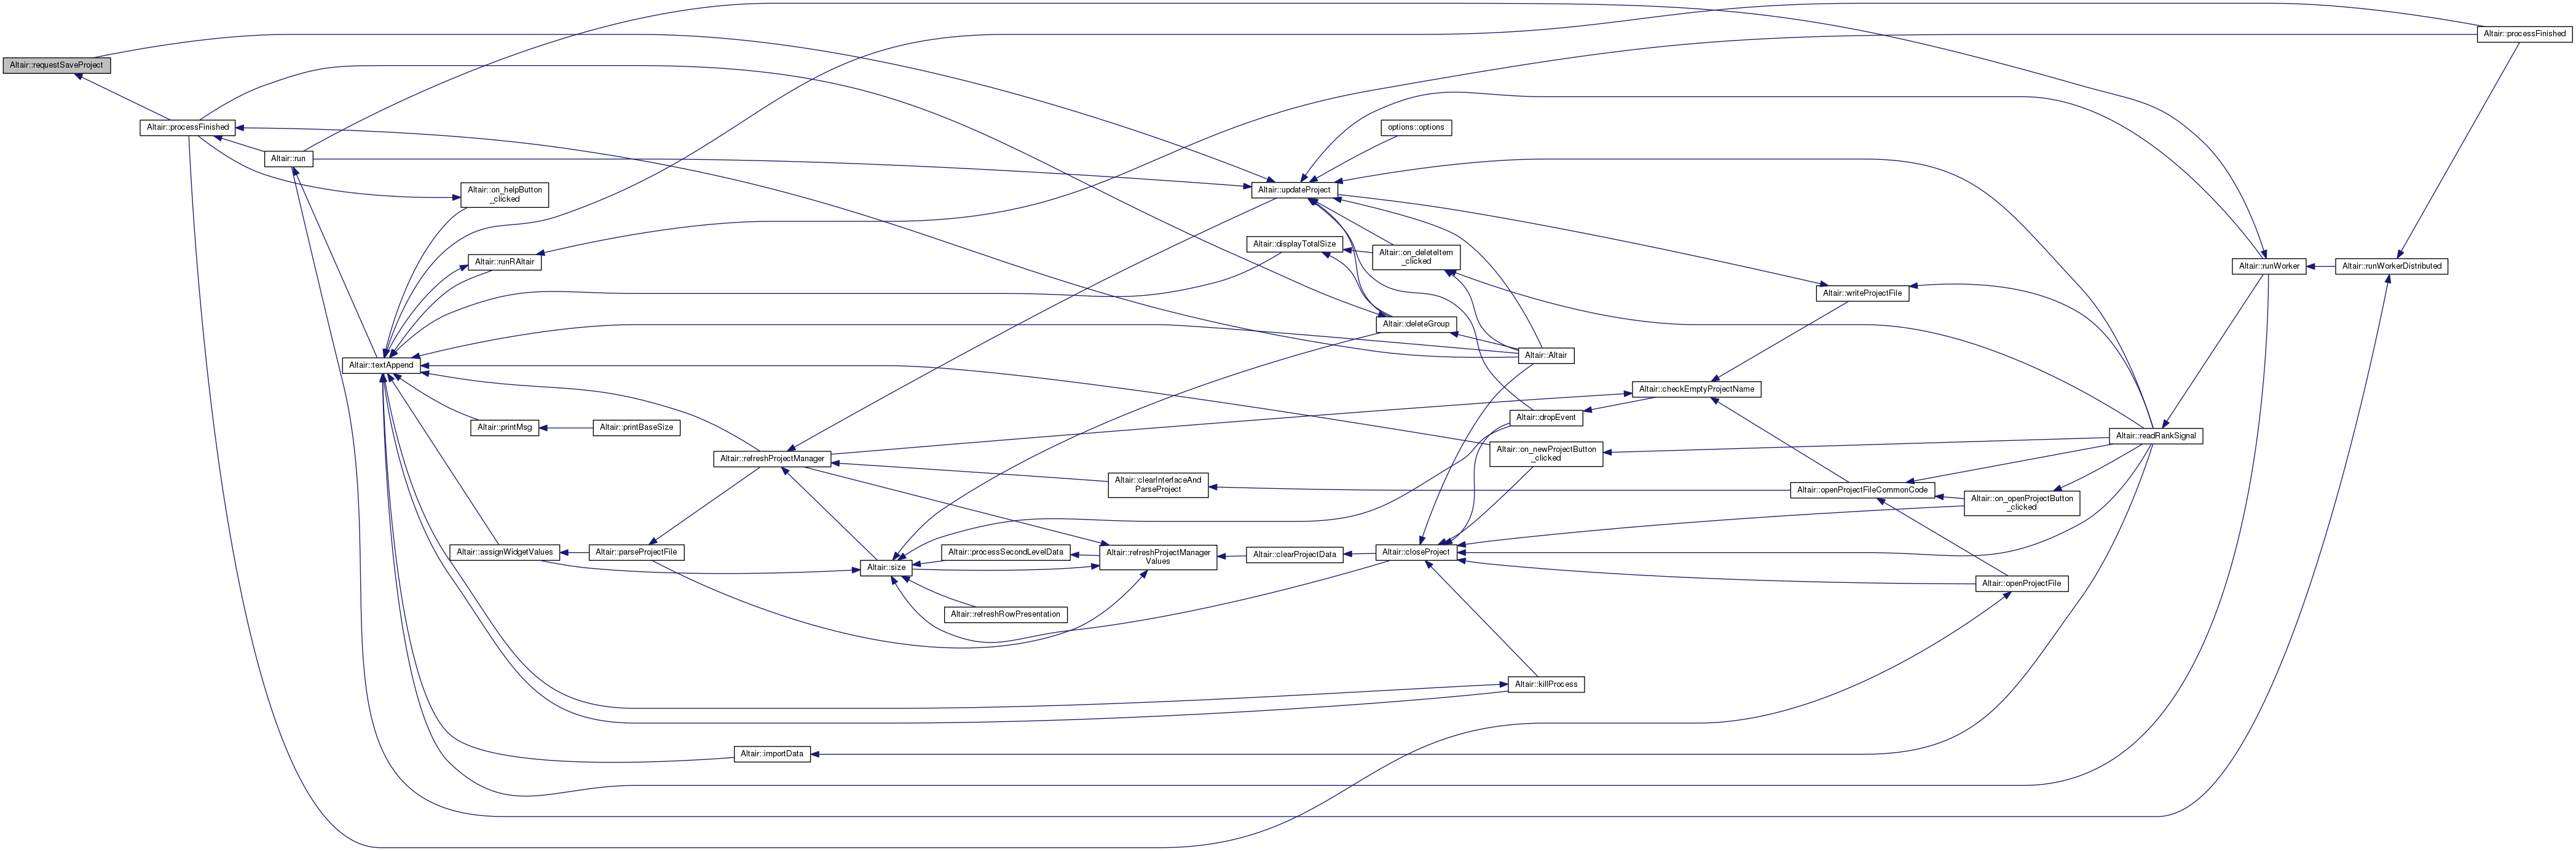 Altair::requestSaveProject
Altair::processFinished
Altair::run
Altair::on_helpButton
_clicked
Altair::runRAltair
Altair::textAppend
Altair::printMsg
Altair::printBaseSize
Altair::refreshProjectManager
Altair::assignWidgetValues
Altair::parseProjectFile
Altair::importData
Altair::size
Altair::processSecondLevelData
Altair::refreshRowPresentation
Altair::clearInterfaceAnd
ParseProject
Altair::refreshProjectManager
Values
Altair::clearProjectData
Altair::updateProject
Altair::displayTotalSize
options::options
Altair::on_deleteItem
_clicked
Altair::deleteGroup
Altair::closeProject
Altair::Altair
Altair::dropEvent
Altair::on_newProjectButton
_clicked
Altair::killProcess
Altair::checkEmptyProjectName
Altair::writeProjectFile
Altair::openProjectFileCommonCode
Altair::on_openProjectButton
_clicked
Altair::openProjectFile
Altair::readRankSignal
Altair::runWorker
Altair::runWorkerDistributed
Altair::processFinished